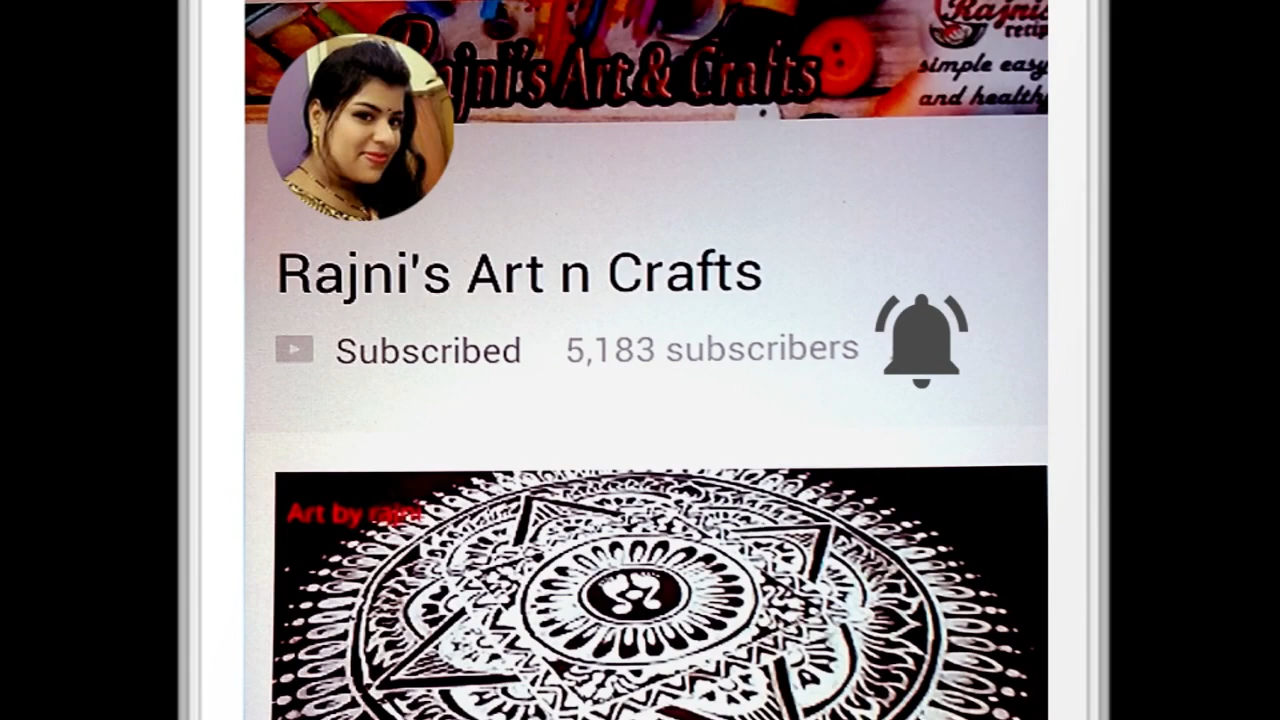 Rajni's Art & Crafts
Rajni's
simple easy
and healthy
Rajni's Art n Crafts
Subscribed 5,183 subscribers
Art by rajni